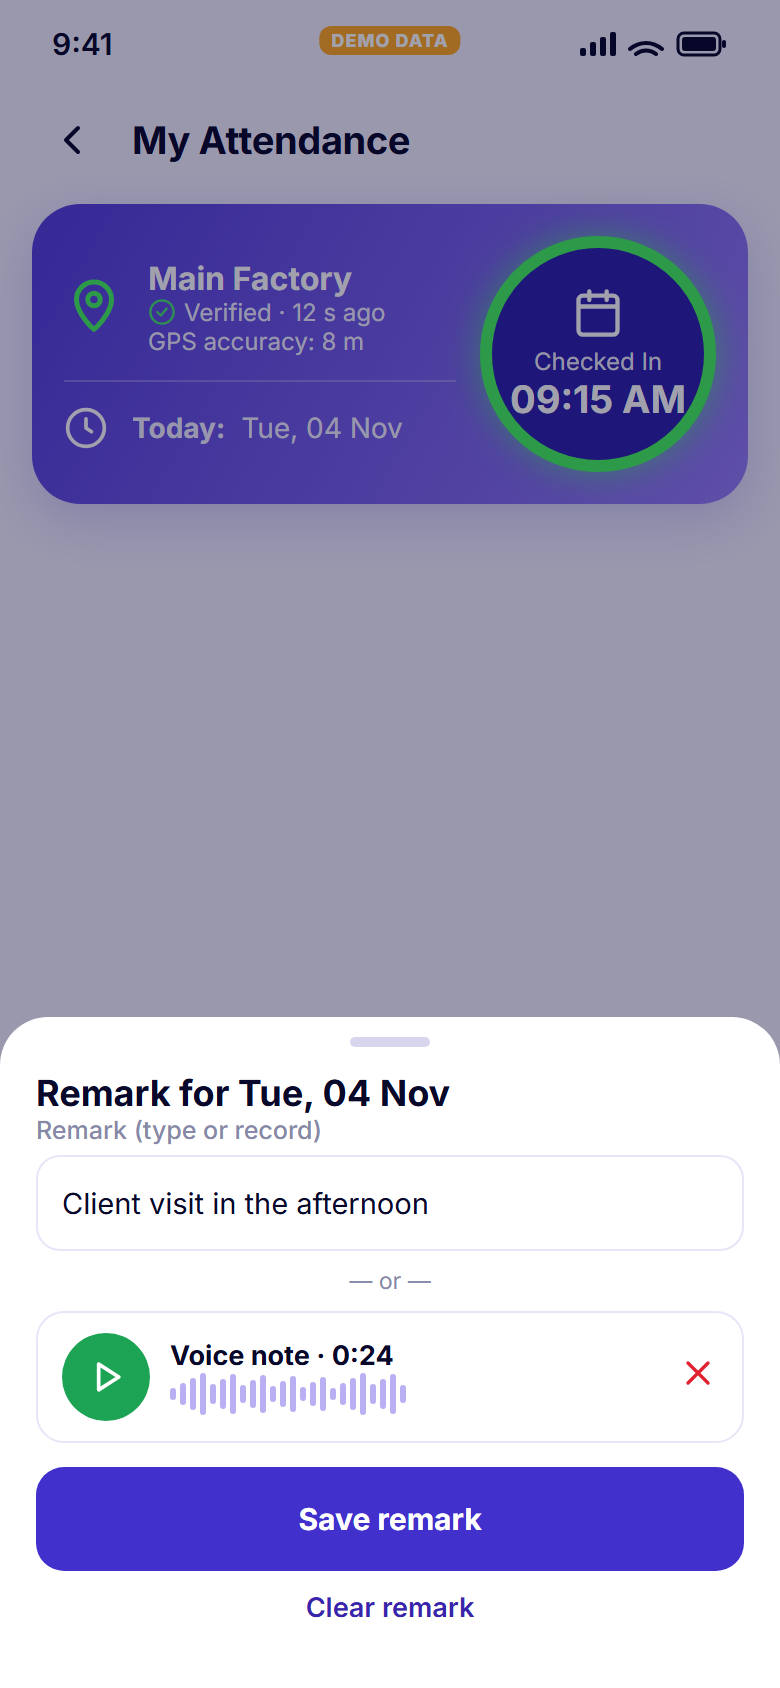 9:41
DEMO DATA
My Attendance
Main Factory
Verified · 12 s ago
GPS accuracy: 8 m
Today: Tue, 04 Nov
Checked In
09:15 AM
Remark for Tue, 04 Nov
Remark (type or record)
Client visit in the afternoon
— or —
Voice note · 0:24
Save remark
Clear remark